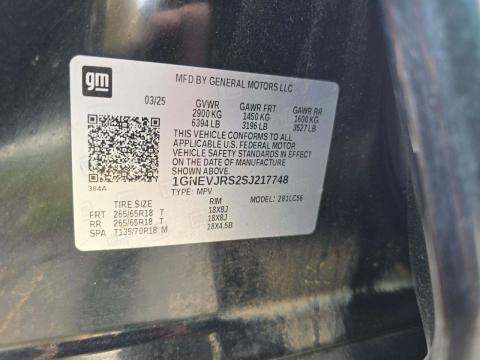 gm
MFD BY GENERAL MOTORS LLC
03/25 GVWR GAWR FRT GAWR RR
2900 KG 1450 KG 1600 KG
6394 LB 3196 LB 3527 LB
THIS VEHICLE CONFORMS TO ALL
APPLICABLE U.S. FEDERAL MOTOR
VEHICLE SAFETY STANDARDS IN EFFECT
ON THE DATE OF MANUFACTURE SHOWN
ABOVE.
1GNEVJRS2SJ217748
384A TYPE: MPV MODEL: 281LC56
TIRE SIZE RIM
FRT 265/65R18 T 18X8J
RR 265/65R18 T 18X8J
SPA T135/70R18 M 18X4.5B